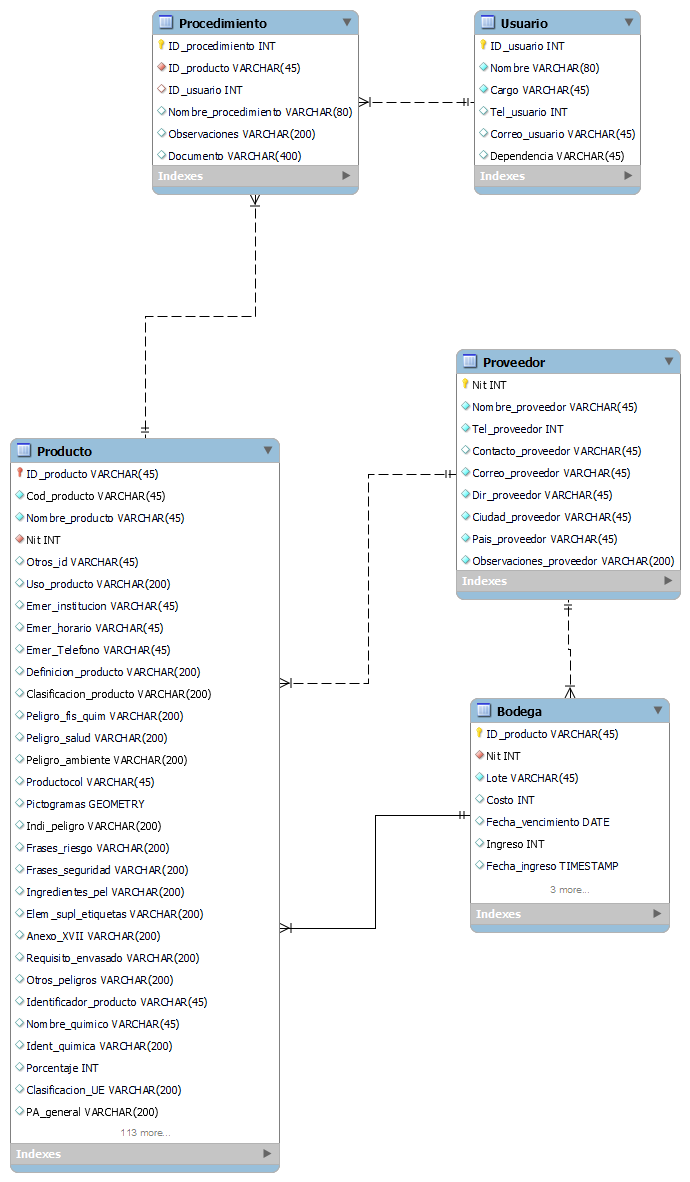 Procedimiento
ID_procedimiento INT
ID_producto VARCHAR(45)
ID_usuario INT
Nombre_procedimiento VARCHAR(80)
Observaciones VARCHAR(200)
Documento VARCHAR(400)
Indexes
Usuario
ID_usuario INT
Nombre VARCHAR(80)
Cargo VARCHAR(45)
Tel_usuario INT
Correo_usuario VARCHAR(45)
Dependencia VARCHAR(45)
Indexes
Proveedor
Nit INT
Nombre_proveedor VARCHAR(45)
Tel_proveedor INT
Contacto_proveedor VARCHAR(45)
Correo_proveedor VARCHAR(45)
Dir_proveedor VARCHAR(45)
Ciudad_proveedor VARCHAR(45)
Pais_proveedor VARCHAR(45)
Observaciones_proveedor VARCHAR(200)
Indexes
Producto
ID_producto VARCHAR(45)
Cod_producto VARCHAR(45)
Nombre_producto VARCHAR(45)
Nit INT
Otros_id VARCHAR(45)
Uso_producto VARCHAR(200)
Emer_institucion VARCHAR(45)
Emer_horario VARCHAR(45)
Emer_Telefono VARCHAR(45)
Definicion_producto VARCHAR(200)
Clasificacion_producto VARCHAR(200)
Peligro_fis_quim VARCHAR(200)
Peligro_salud VARCHAR(200)
Peligro_ambiente VARCHAR(200)
Productocol VARCHAR(45)
Pictogramas GEOMETRY
Indi_peligro VARCHAR(200)
Frases_riesgo VARCHAR(200)
Frases_seguridad VARCHAR(200)
Ingredientes_pel VARCHAR(200)
Elem_supl_etiquetas VARCHAR(200)
Anexo_XVII VARCHAR(200)
Requisito_envasado VARCHAR(200)
Otros_peligros VARCHAR(200)
Identificador_producto VARCHAR(45)
Nombre_quimico VARCHAR(45)
Ident_quimica VARCHAR(200)
Porcentaje INT
Clasificacion_UE VARCHAR(200)
PA_general VARCHAR(200)
113 more...
Indexes
Bodega
ID_producto VARCHAR(45)
Nit INT
Lote VARCHAR(45)
Costo INT
Fecha_vencimiento DATE
Ingreso INT
Fecha_ingreso TIMESTAMP
3 more...
Indexes